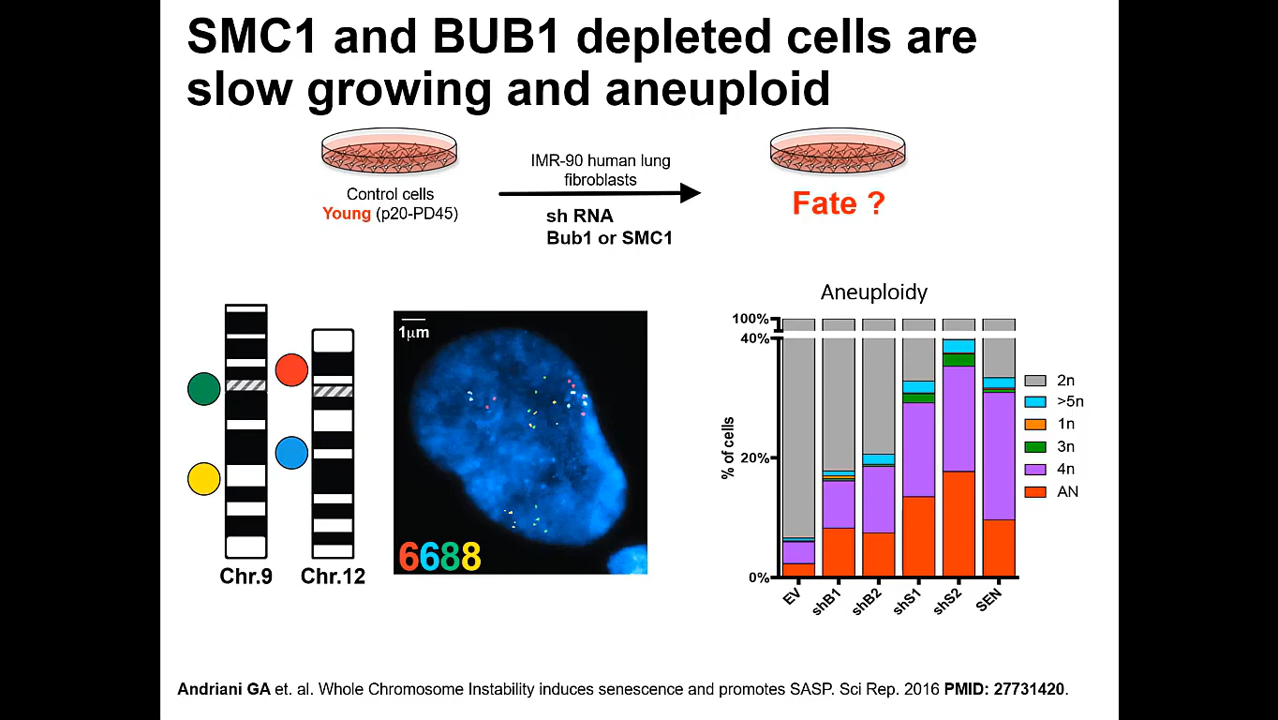 SMC1 and BUB1 depleted cells are
slow growing and aneuploid
Control cells
Young (p20-PD45)
IMR-90 human lung
fibroblasts
sh RNA
Bub1 or SMC1
Fate ?
Chr.9
Chr.12
1μm
6688
Aneuploidy
100%
40%
20%
0%
% of cells
EV
shB1
shB2
shS1
shS2
SEN
2n
>5n
1n
3n
4n
AN
Andriani GA et. al. Whole Chromosome Instability induces senescence and promotes SASP. Sci Rep. 2016 PMID: 27731420.